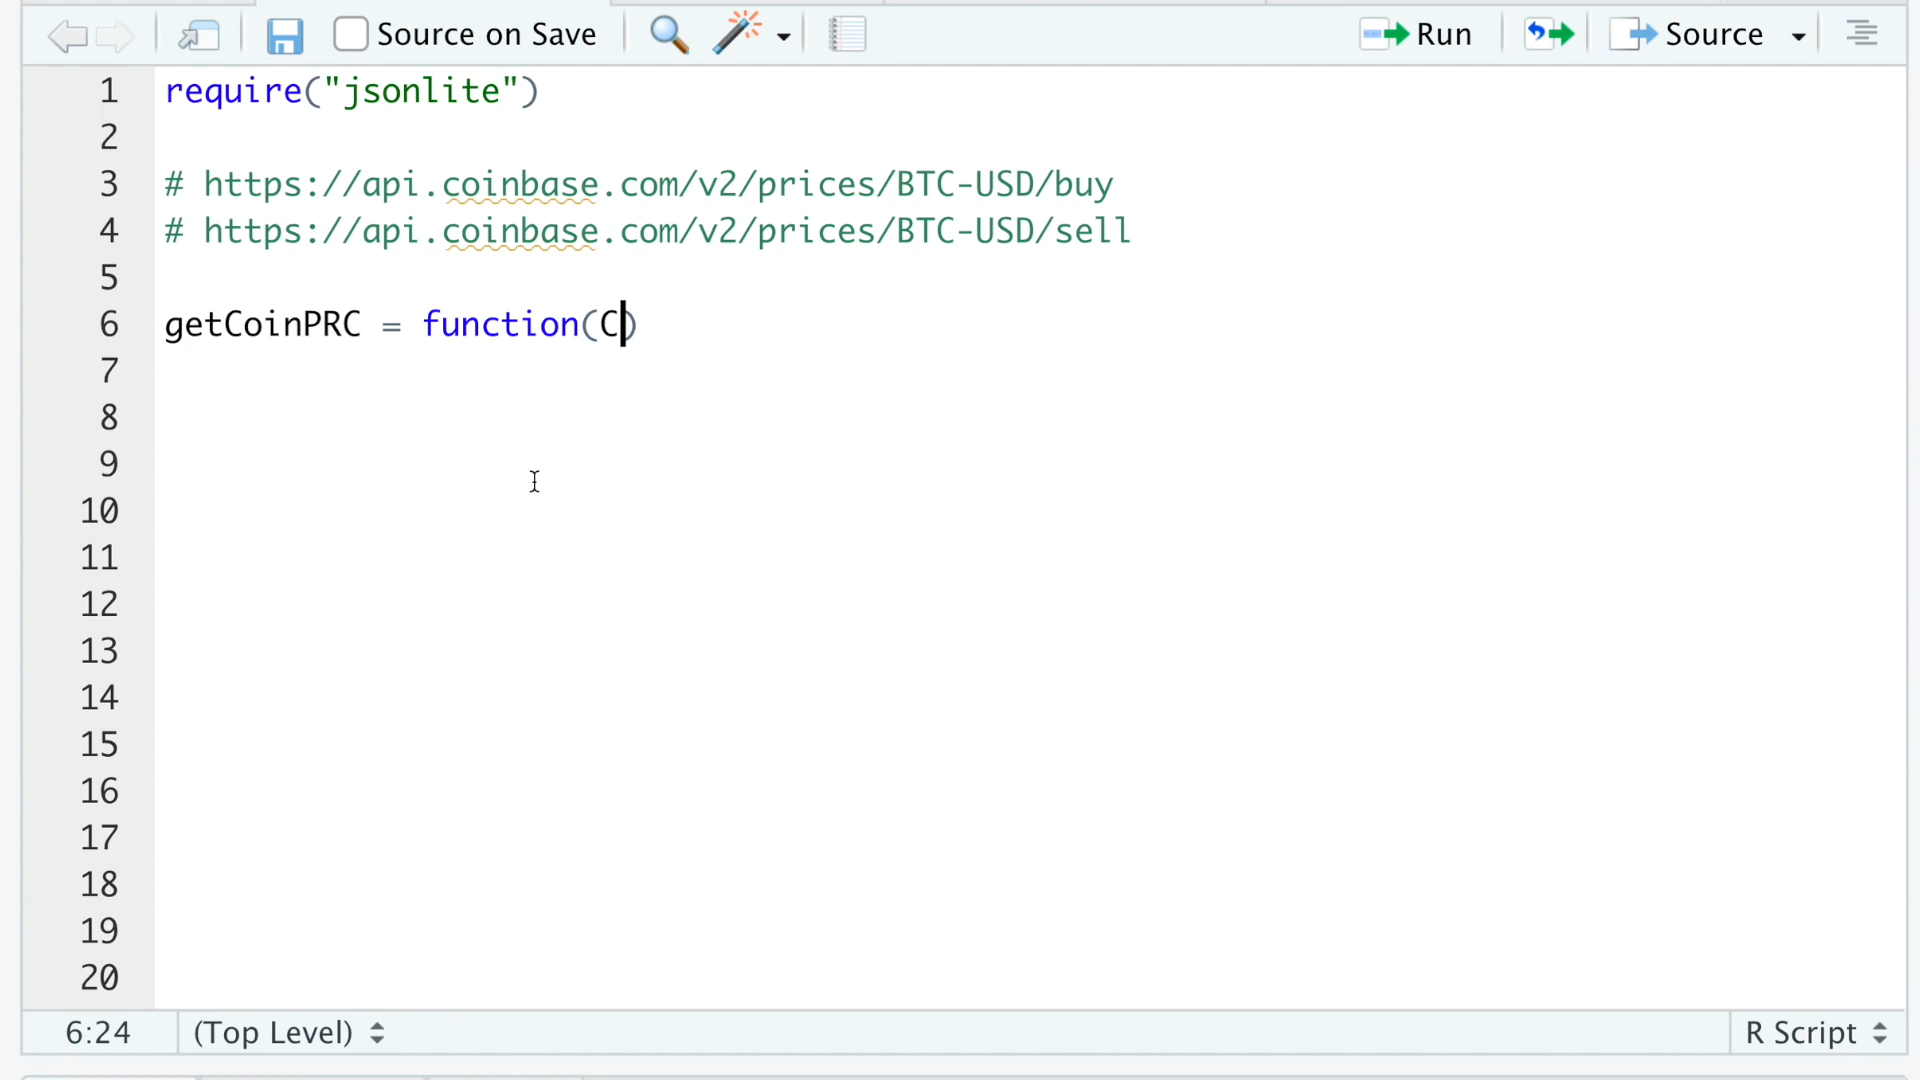 Source on Save Run Source
1 require("jsonlite")
2
3 # https://api.coinbase.com/v2/prices/BTC-USD/buy
4 # https://api.coinbase.com/v2/prices/BTC-USD/sell
5
6 getCoinPRC = function(C)
7
8
9
10
11
12
13
14
15
16
17
18
19
20
6:24 (Top Level) R Script